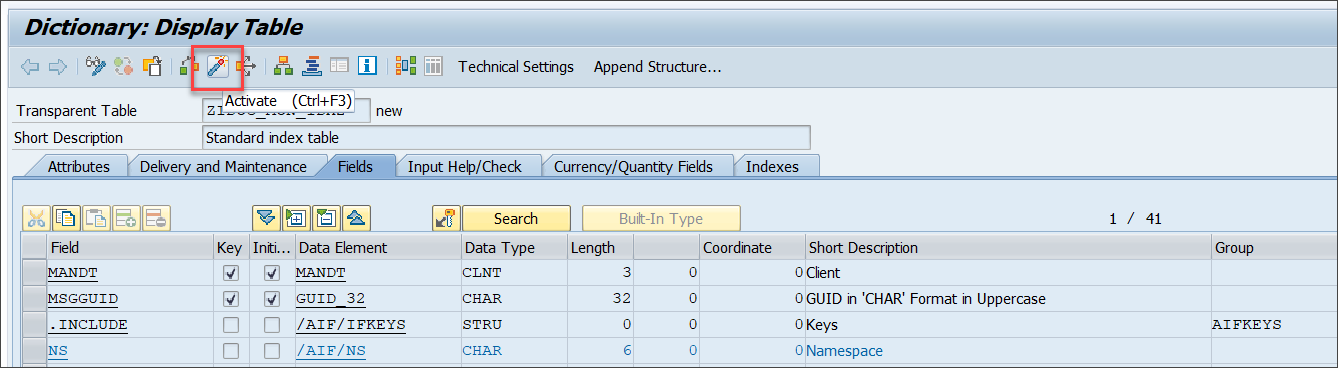 Dictionary: Display Table
Technical Settings Append Structure...
Activate (Ctrl+F3)
Transparent Table new
Short Description Standard index table
Attributes Delivery and Maintenance Fields Input Help/Check Currency/Quantity Fields Indexes
Search Built-In Type 1 / 41
Field Key Initi... Data Element Data Type Length Coordinate Short Description Group
MANDT MANDT CLNT 3 0 0 Client
MSGGUID GUID_32 CHAR 32 0 0 GUID in 'CHAR' Format in Uppercase
.INCLUDE /AIF/IFKEYS STRU 0 0 0 Keys AIFKEYS
NS /AIF/NS CHAR 6 0 0 Namespace